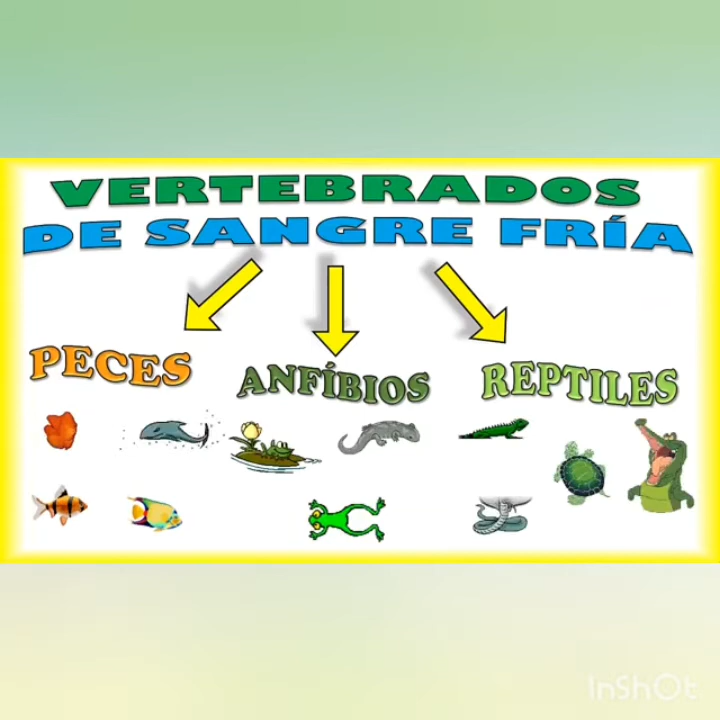 VERTEBRADOS
DE SANGRE FRÍA
PECES
ANFÍBIOS
REPTILES
InShOt